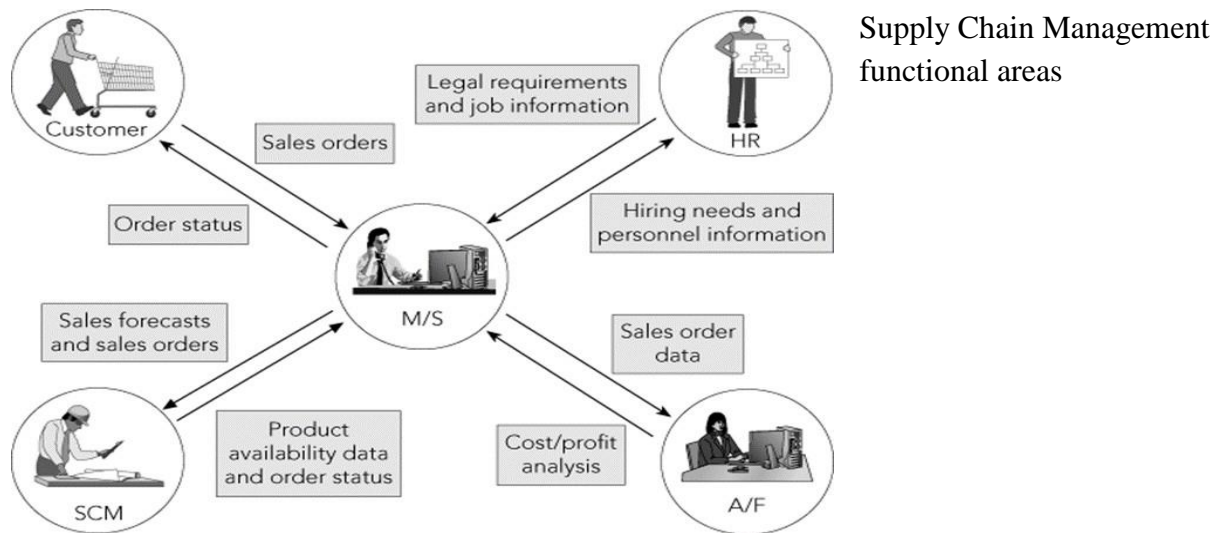 Supply Chain Management
functional areas
Customer
Sales orders
Order status
Legal requirements
and job information
HR
Hiring needs and
personnel information
M/S
Sales forecasts
and sales orders
Product
availability data
and order status
SCM
Sales order
data
Cost/profit
analysis
A/F